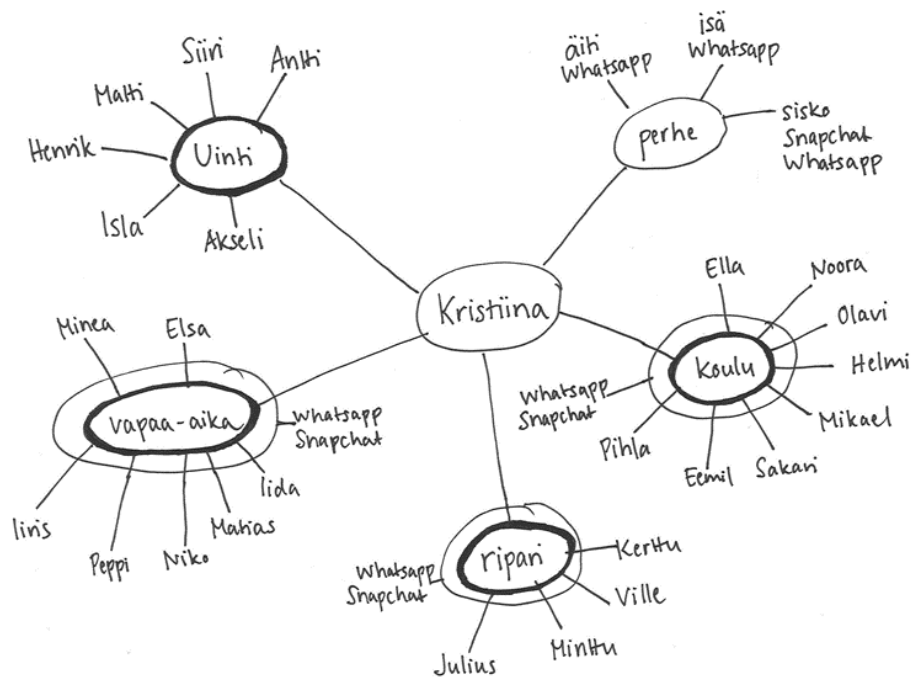 Siiri
Antti
Matti
Henrik
Uinti
Isla
Akseli
äiti
Whatsapp
isä
Whatsapp
perhe
sisko
Snapchat
Whatsapp
Kristiina
Ella
Noora
Olavi
Helmi
Mikael
Sakari
Eemil
Pihla
koulu
Whatsapp
Snapchat
Minea
Elsa
vapaa-aika
Whatsapp
Snapchat
Iiris
Peppi
Niko
Matias
Iida
ripari
Whatsapp
Snapchat
Kerttu
Ville
Minttu
Julius